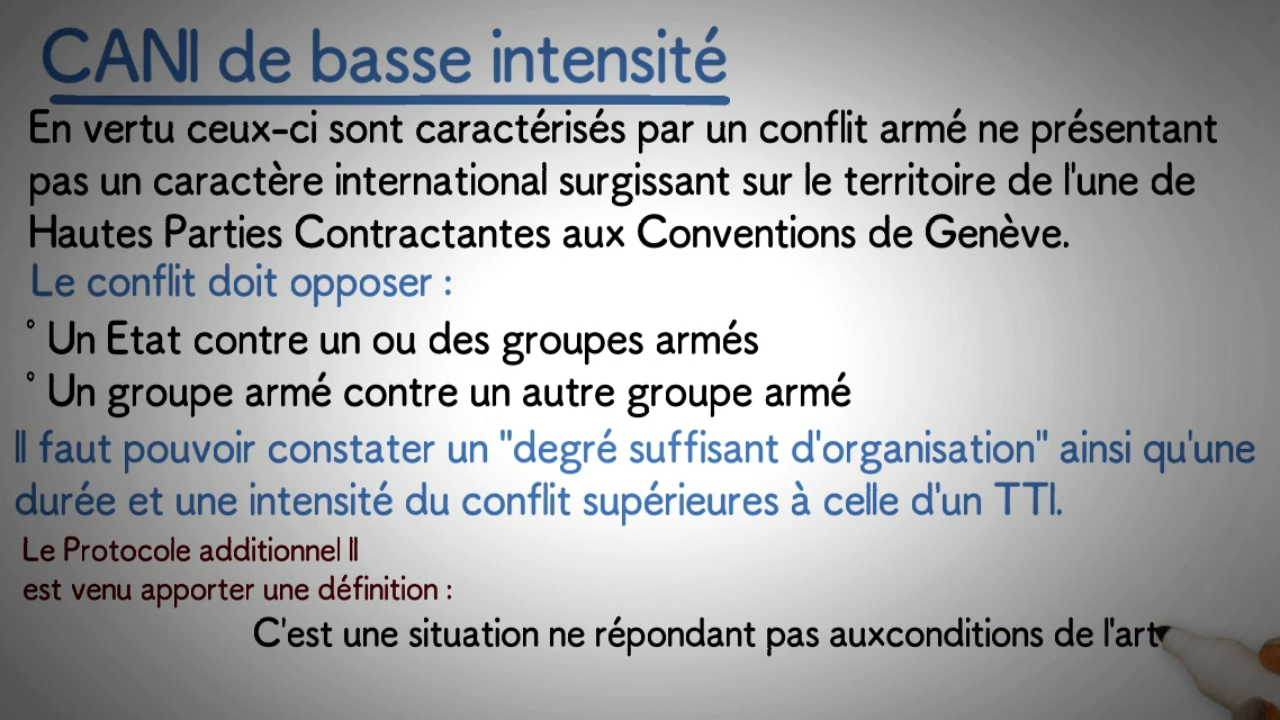 CANI de basse intensité
En vertu ceux-ci sont caractérisés par un conflit armé ne présentant
pas un caractère international surgissant sur le territoire de l'une de
Hautes Parties Contractantes aux Conventions de Genève.
Le conflit doit opposer :
° Un Etat contre un ou des groupes armés
° Un groupe armé contre un autre groupe armé
Il faut pouvoir constater un "degré suffisant d'organisation" ainsi qu'une
durée et une intensité du conflit supérieures à celle d'un TTI.
Le Protocole additionnel II
est venu apporter une définition :
C'est une situation ne répondant pas auxconditions de l'art